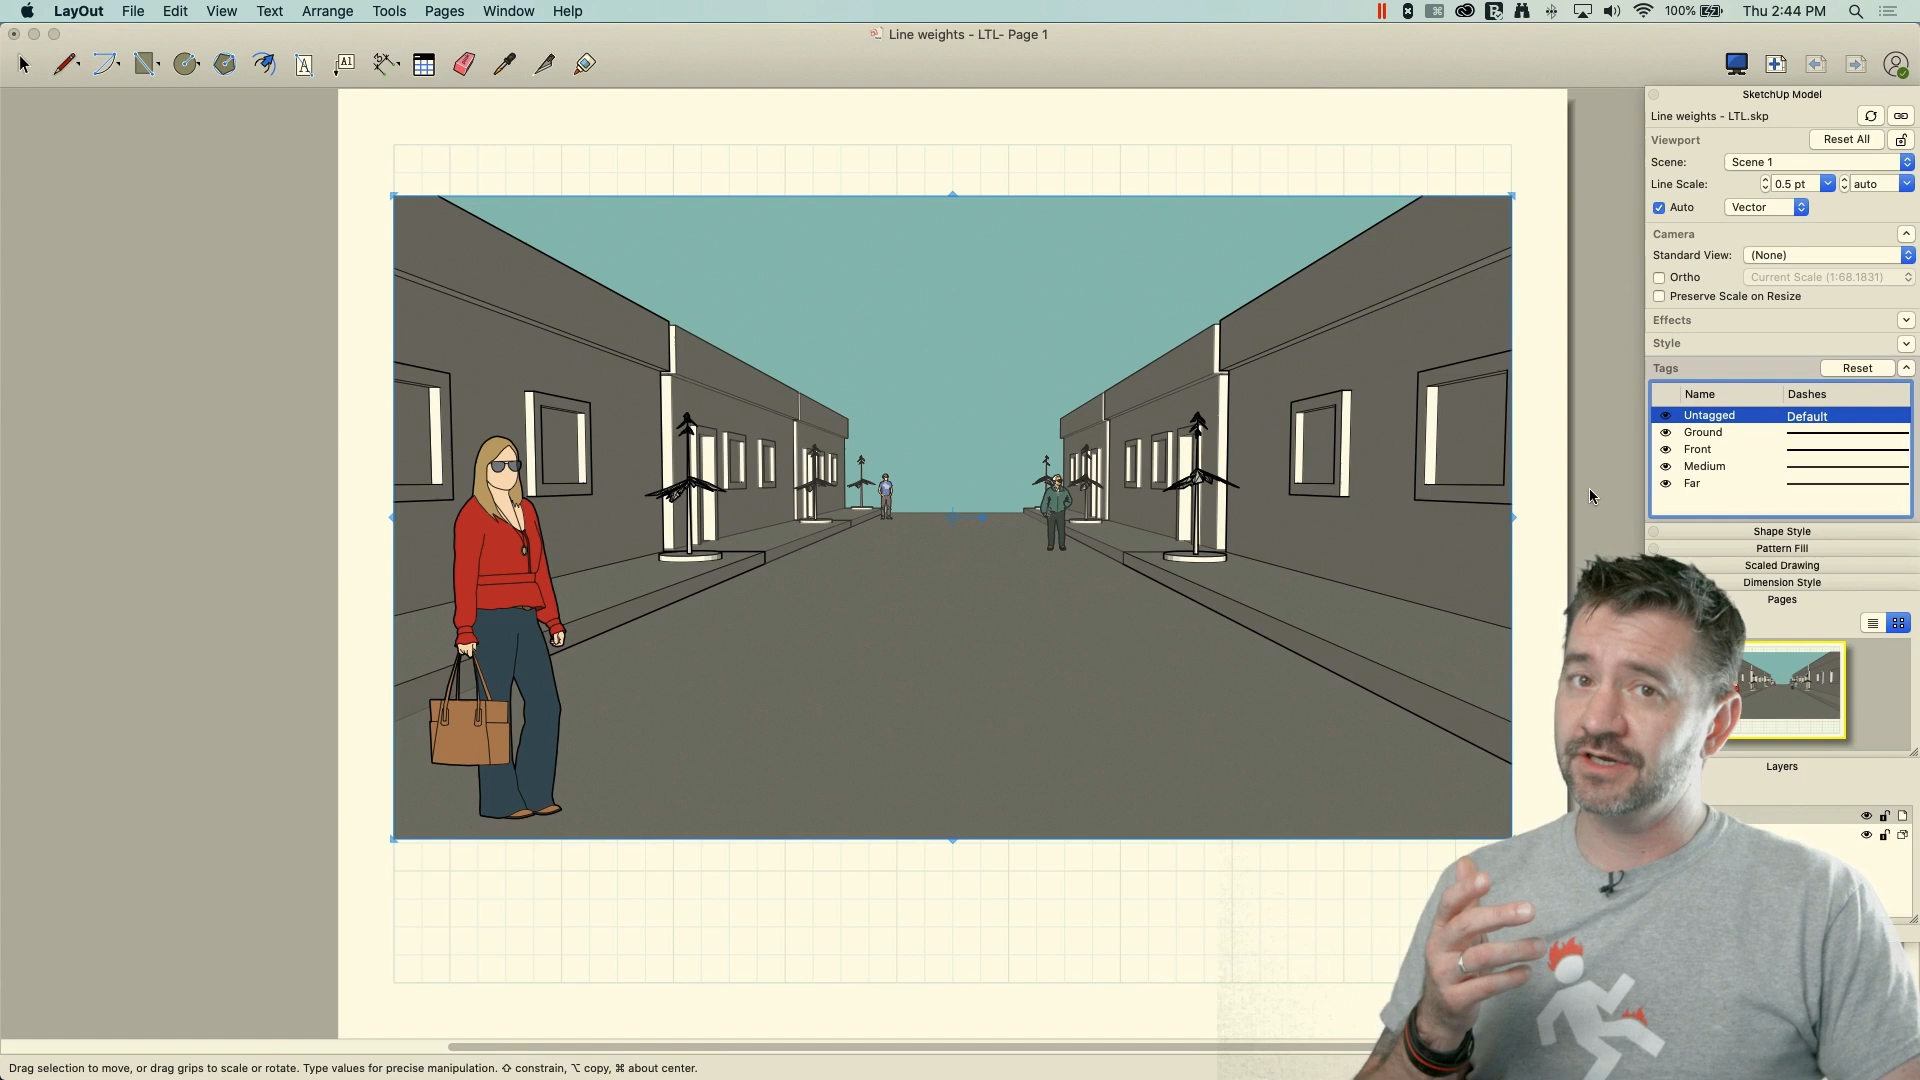 LayOut File Edit View Text Arrange Tools Pages Window Help 100% Thu 2:44 PM
Line weights - LTL- Page 1
SketchUp Model
Line weights - LTL.skp
Viewport Reset All
Scene: Scene 1
Line Scale: 0.5 pt auto
Auto Vector
Camera
Standard View: (None)
Ortho Current Scale (1:68.1831)
Preserve Scale on Resize
Effects
Style
Tags Reset
Name Dashes
Untagged Default
Ground
Front
Medium
Far
Shape Style
Pattern Fill
Scaled Drawing
Dimension Style
Pages
Layers
Drag selection to move, or drag grips to scale or rotate. Type values for precise manipulation. ⇧ constrain, ⌥ copy, ⌘ about center.